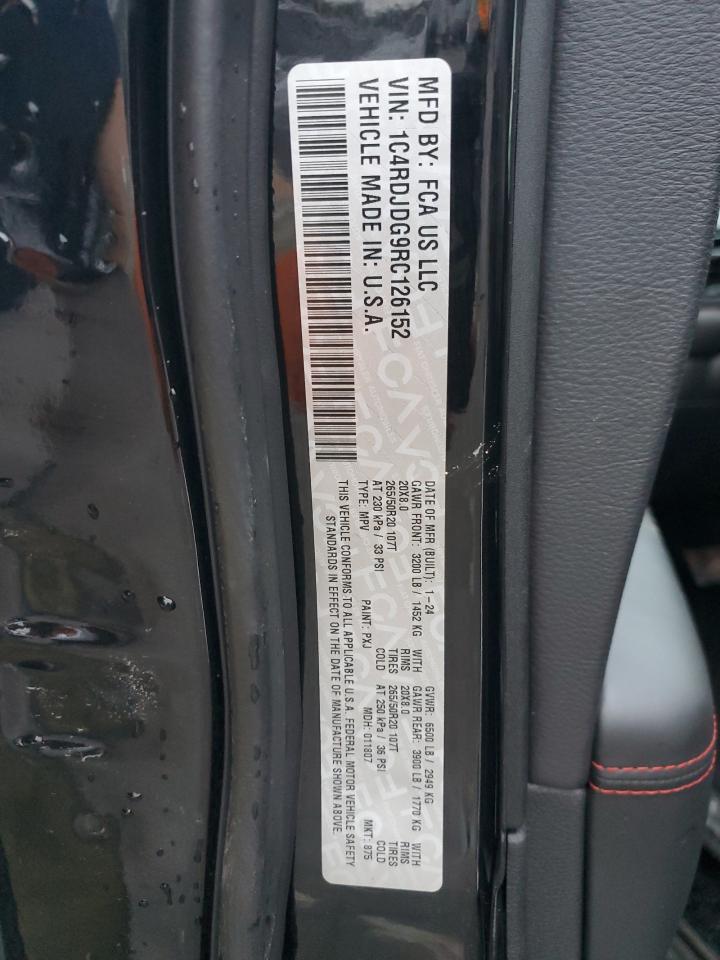 MFD BY: FCA US LLC
VIN: 1C4RDJDG9RC126152
VEHICLE MADE IN: U.S.A.
DATE OF MFR (BUILT): 1-24 GVWR: 6500 LB / 2949 KG
GAWR FRONT: 3200 LB / 1452 KG WITH GAWR REAR: 3900 LB / 1770 KG WITH
20X8.0 RIMS 20X8.0 RIMS
265/50R20 107T TIRES 265/50R20 107T TIRES
AT 230 kPa / 33 PSI COLD AT 250 kPa / 36 PSI COLD
TYPE: MPV PAINT: PXJ MDH: 011807 MKT: 875
THIS VEHICLE CONFORMS TO ALL APPLICABLE U.S.A. FEDERAL MOTOR VEHICLE SAFETY
STANDARDS IN EFFECT ON THE DATE OF MANUFACTURE SHOWN ABOVE.